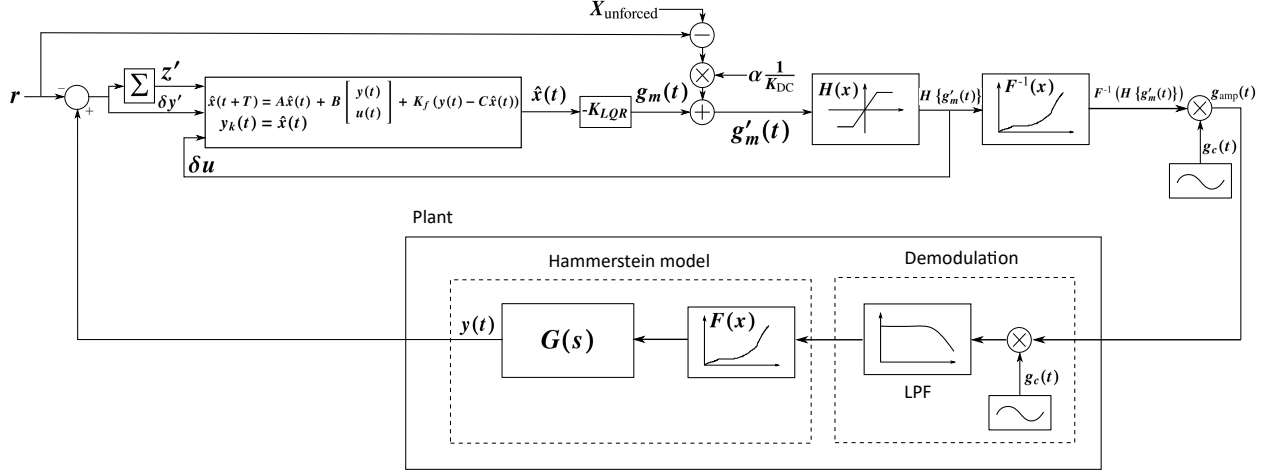 X_unforced
−
r
−
+
Σ
z′
δy′
x̂(t + T) = Ax̂(t) + B [ y(t) u(t) ] + K_f (y(t) − Cx̂(t))
y_k(t) = x̂(t)
δu
x̂(t)
-K_LQR
g_m(t)
×
α 1/K_DC
+
g′_m(t)
H(x)
H {g′_m(t)}
F⁻¹(x)
F⁻¹ (H {g′_m(t)})
×
g_amp(t)
g_c(t)
Plant
Hammerstein model
Demodulation
y(t)
G(s)
F(x)
LPF
×
g_c(t)